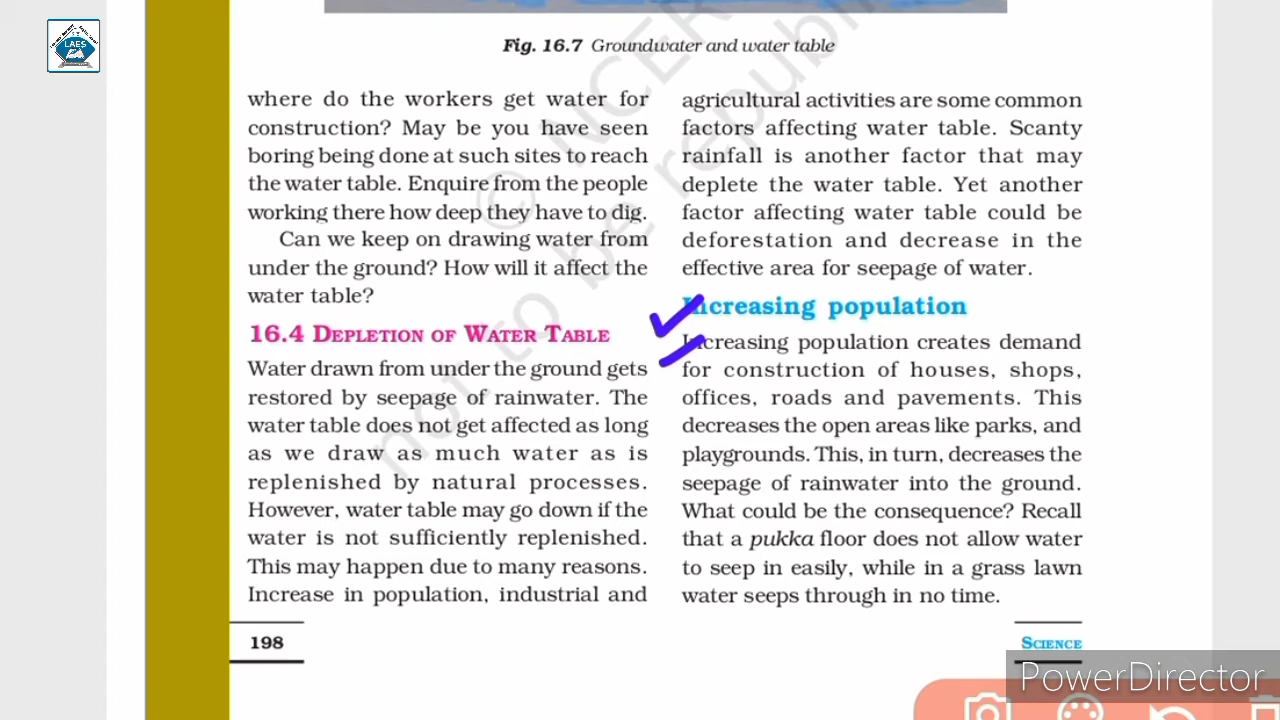 LAES
Fig. 16.7 Groundwater and water table
where do the workers get water for
construction? May be you have seen
boring being done at such sites to reach
the water table. Enquire from the people
working there how deep they have to dig.
Can we keep on drawing water from
under the ground? How will it affect the
water table?
16.4 DEPLETION OF WATER TABLE
Water drawn from under the ground gets
restored by seepage of rainwater. The
water table does not get affected as long
as we draw as much water as is
replenished by natural processes.
However, water table may go down if the
water is not sufficiently replenished.
This may happen due to many reasons.
Increase in population, industrial and
agricultural activities are some common
factors affecting water table. Scanty
rainfall is another factor that may
deplete the water table. Yet another
factor affecting water table could be
deforestation and decrease in the
effective area for seepage of water.
Increasing population
Increasing population creates demand
for construction of houses, shops,
offices, roads and pavements. This
decreases the open areas like parks, and
playgrounds. This, in turn, decreases the
seepage of rainwater into the ground.
What could be the consequence? Recall
that a pukka floor does not allow water
to seep in easily, while in a grass lawn
water seeps through in no time.
198
SCIENCE
© NCER
not to be republi
PowerDirector